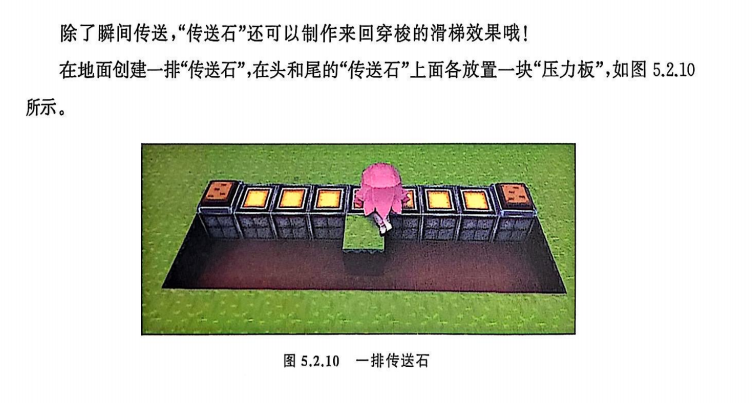 除了瞬间传送,“传送石”还可以制作来回穿梭的滑梯效果哦!
在地面创建一排“传送石”,在头和尾的“传送石”上面各放置一块“压力板”,如图 5.2.10
所示。
图 5.2.10 一排传送石